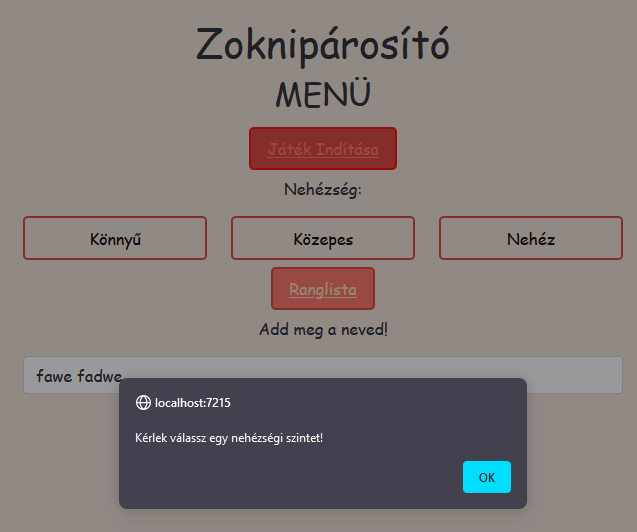 Zoknipárosító
MENÜ
Játék Indítása
Nehézség:
Könnyű Közepes Nehéz
Ranglista
Add meg a neved!
fawe fadwe
localhost:7215
Kérlek válassz egy nehézségi szintet!
OK